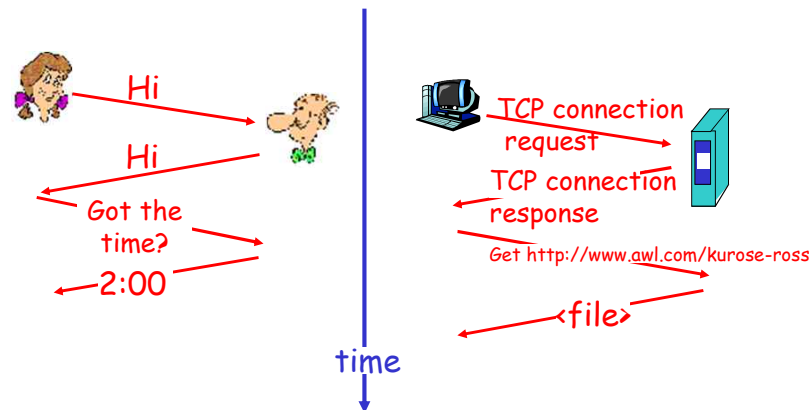 Hi
Hi
Got the
time?
2:00
TCP connection
request
TCP connection
response
Get http://www.awl.com/kurose-ross
<file>
time